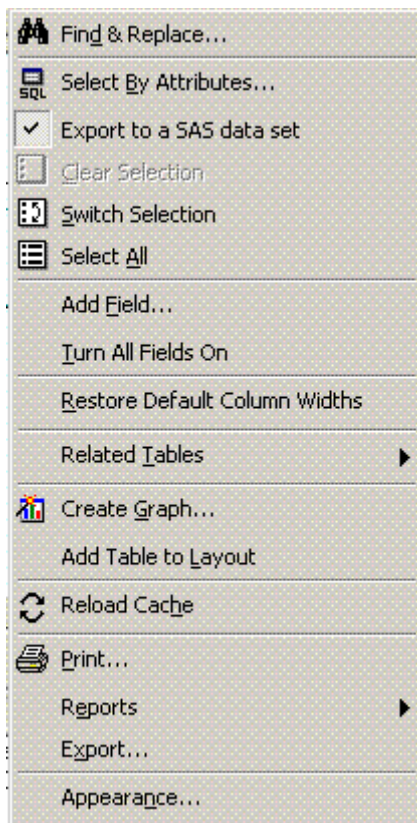 Find & Replace...
SQL Select By Attributes...
Export to a SAS data set
Clear Selection
Switch Selection
Select All
Add Field...
Turn All Fields On
Restore Default Column Widths
Related Tables
Create Graph...
Add Table to Layout
Reload Cache
Print...
Reports
Export...
Appearance...